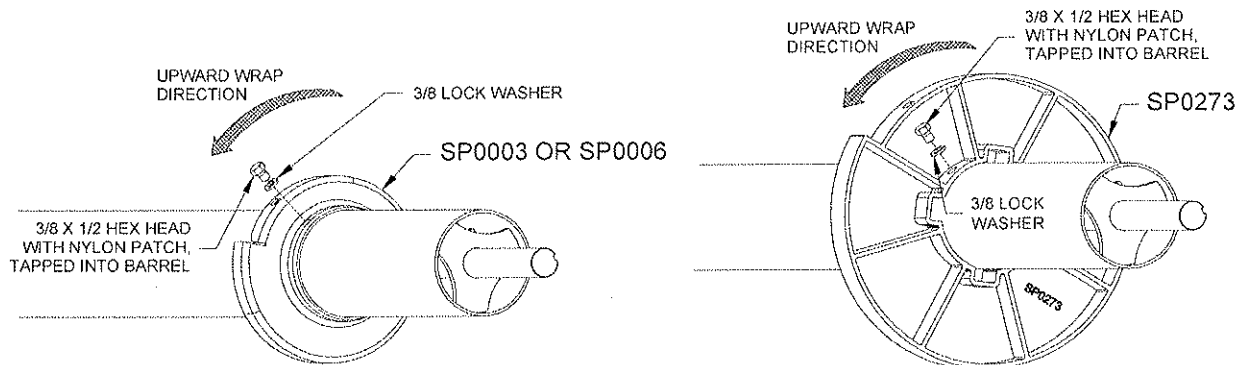 UPWARD WRAP
DIRECTION
3/8 LOCK WASHER
SP0003 OR SP0006
3/8 X 1/2 HEX HEAD
WITH NYLON PATCH,
TAPPED INTO BARREL
UPWARD WRAP
DIRECTION
3/8 X 1/2 HEX HEAD
WITH NYLON PATCH,
TAPPED INTO BARREL
SP0273
3/8 LOCK
WASHER
SP0273